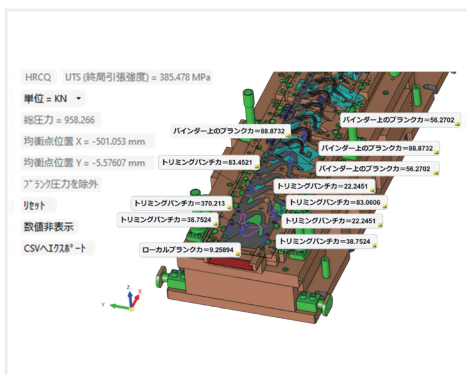 HRCQ UTS (終局引張強度) = 385.478 MPa
単位 = KN
総圧力 = 958.266
均衡点位置 X = -501.053 mm
均衡点位置 Y = -5.57607 mm
ブランク圧力を除外
リセット
数値非表示
CSVへエクスポート
バインダー上のブランク力=56.2702
バインダー上のブランク力=88.8732
バインダー上のブランク力=88.8732
トリミングパンチ力=83.4521
バインダー上のブランク力=56.2702
トリミングパンチ力=22.2451
トリミングパンチ力=370.213
トリミングパンチ力=83.0606
トリミングパンチ力=38.7524
トリミングパンチ力=22.2451
トリミングパンチ力=38.7524
ローカルブランク力=9.25894
Z
X
Y